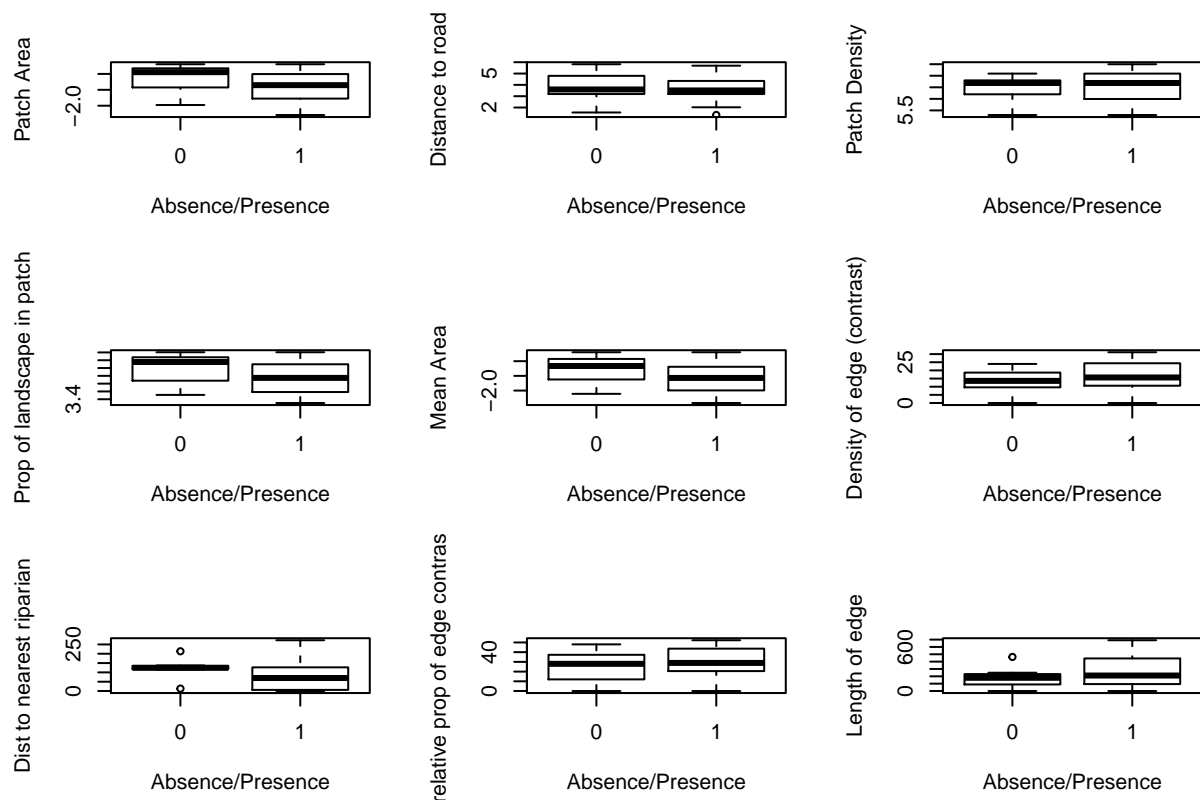 Patch Area
−2.0
0
1
Absence/Presence
Distance to road
2
5
0
1
Absence/Presence
Patch Density
5.5
0
1
Absence/Presence
Prop of landscape in patch
3.4
0
1
Absence/Presence
Mean Area
−2.0
0
1
Absence/Presence
Density of edge (contrast)
0
25
0
1
Absence/Presence
Dist to nearest riparian
0
250
0
1
Absence/Presence
relative prop of edge contras
0
40
0
1
Absence/Presence
Length of edge
0
600
0
1
Absence/Presence